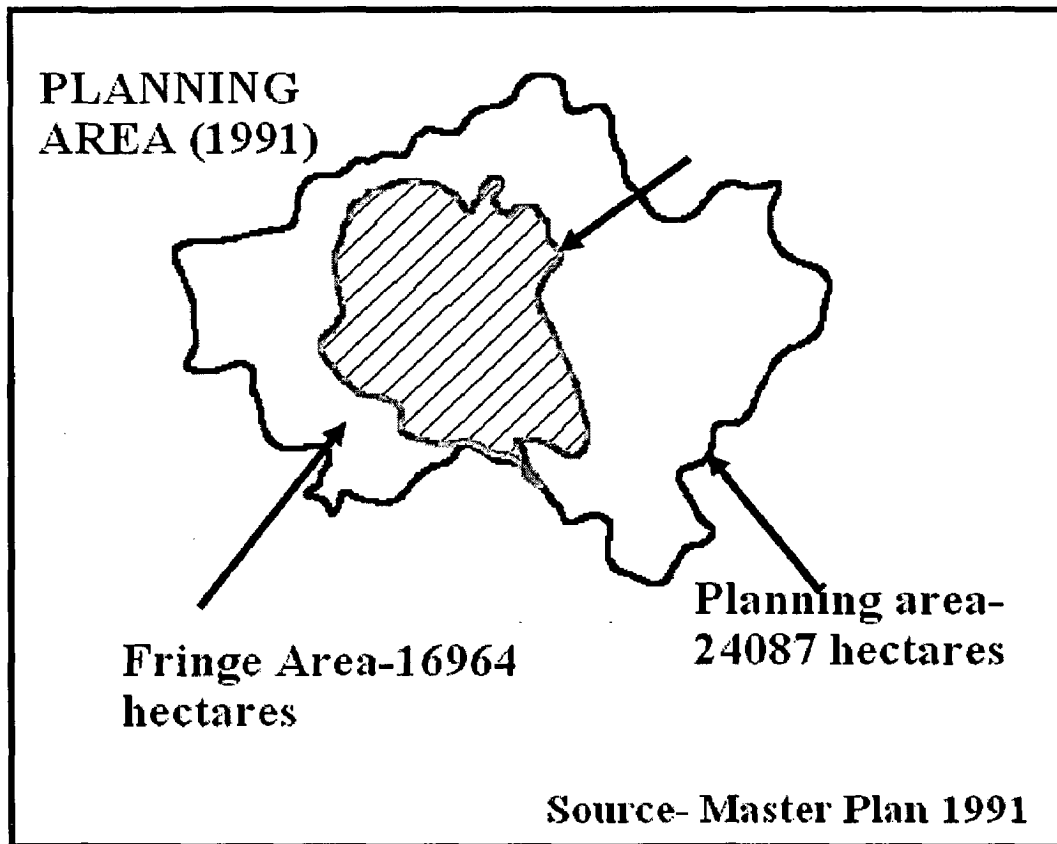 PLANNING
AREA (1991)
Planning area-
24087 hectares
Fringe Area-16964
hectares
Source- Master Plan 1991